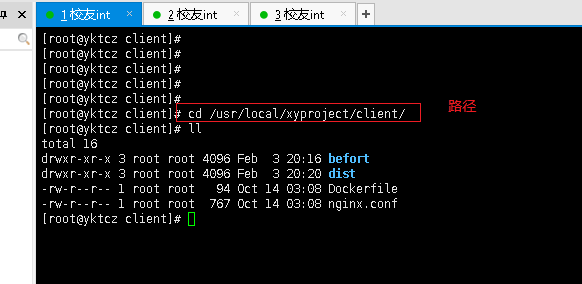 1 校友int × 2 校友int × 3 校友int × +
[root@yktcz client]#
[root@yktcz client]#
[root@yktcz client]#
[root@yktcz client]#
[root@yktcz client]#
[root@yktcz client]# cd /usr/local/xyproject/client/ 路径
[root@yktcz client]# ll
total 16
drwxr-xr-x 3 root root 4096 Feb  3 20:16 befort
drwxr-xr-x 3 root root 4096 Feb  3 20:20 dist
-rw-r--r-- 1 root root   94 Oct 14 03:08 Dockerfile
-rw-r--r-- 1 root root  767 Oct 14 03:08 nginx.conf
[root@yktcz client]#